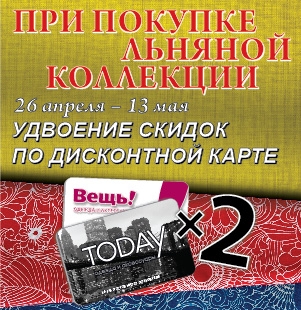 ПРИ ПОКУПКЕ
ЛЬНЯНОЙ
КОЛЛЕКЦИИ
26 апреля – 13 мая
УДВОЕНИЕ СКИДОК
ПО ДИСКОНТНОЙ КАРТЕ
Вещь!
TODAY
×2